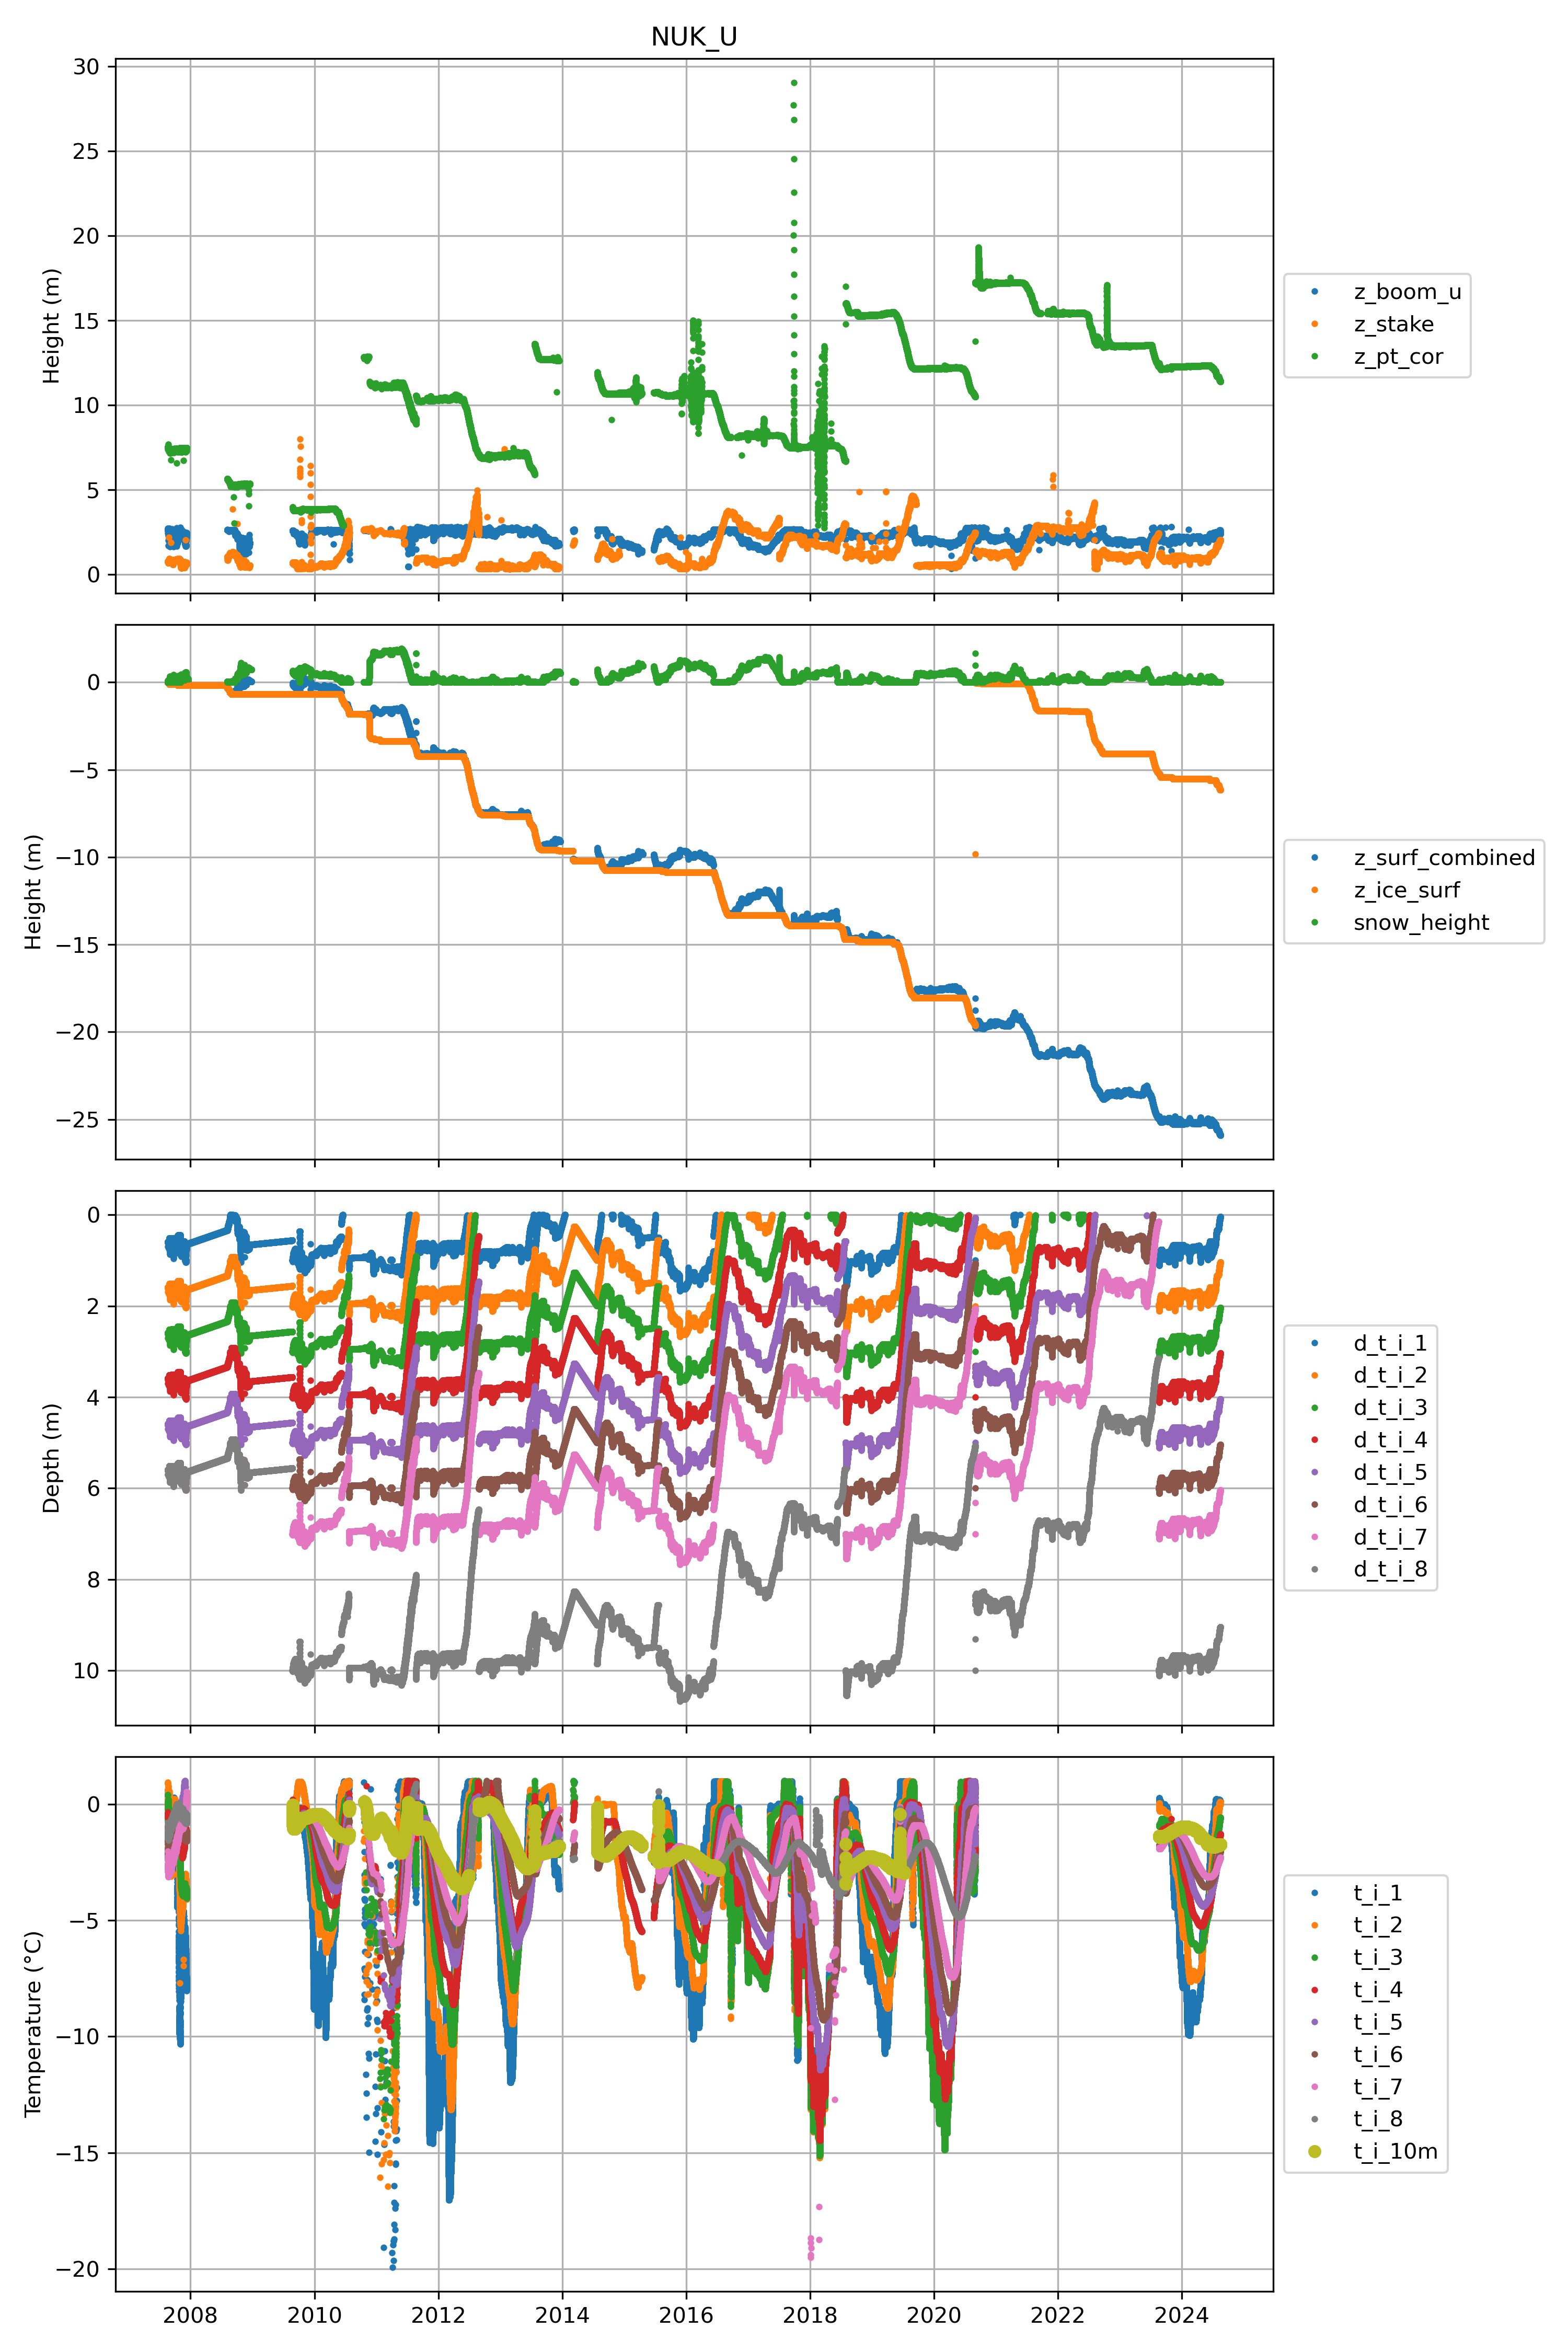 NUK_U
30
25
20
15
10
5
0
Height (m)
z_boom_u
z_stake
z_pt_cor
0
−5
−10
−15
−20
−25
Height (m)
z_surf_combined
z_ice_surf
snow_height
0
2
4
6
8
10
Depth (m)
d_t_i_1
d_t_i_2
d_t_i_3
d_t_i_4
d_t_i_5
d_t_i_6
d_t_i_7
d_t_i_8
0
−5
−10
−15
−20
Temperature (°C)
t_i_1
t_i_2
t_i_3
t_i_4
t_i_5
t_i_6
t_i_7
t_i_8
t_i_10m
2008 2010 2012 2014 2016 2018 2020 2022 2024